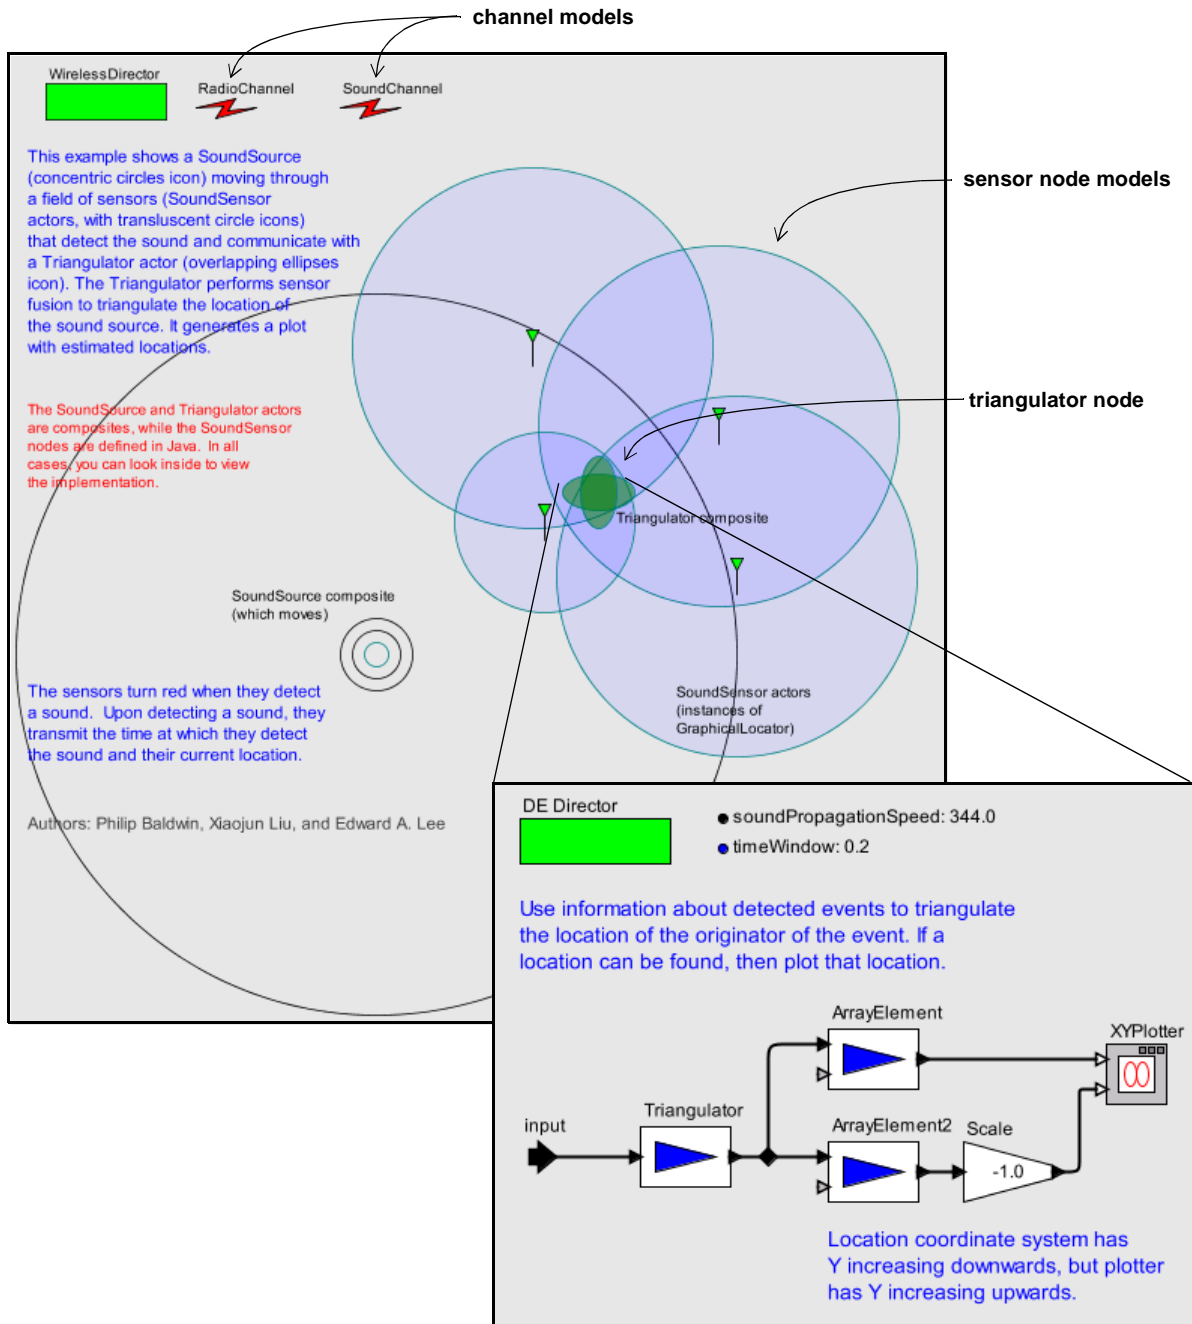 channel models
WirelessDirector
RadioChannel
SoundChannel
This example shows a SoundSource
(concentric circles icon) moving through
a field of sensors (SoundSensor
actors, with transluscent circle icons)
that detect the sound and communicate with
a Triangulator actor (overlapping ellipses
icon). The Triangulator performs sensor
fusion to triangulate the location of
the sound source. It generates a plot
with estimated locations.
sensor node models
The SoundSource and Triangulator actors
are composites, while the SoundSensor
nodes are defined in Java. In all
cases, you can look inside to view
the implementation.
triangulator node
Triangulator composite
SoundSource composite
(which moves)
The sensors turn red when they detect
a sound. Upon detecting a sound, they
transmit the time at which they detect
the sound and their current location.
SoundSensor actors
(instances of
GraphicalLocator)
Authors: Philip Baldwin, Xiaojun Liu, and Edward A. Lee
DE Director
soundPropagationSpeed: 344.0
timeWindow: 0.2
Use information about detected events to triangulate
the location of the originator of the event. If a
location can be found, then plot that location.
ArrayElement
XYPlotter
input
Triangulator
ArrayElement2
Scale
-1.0
Location coordinate system has
Y increasing downwards, but plotter
has Y increasing upwards.